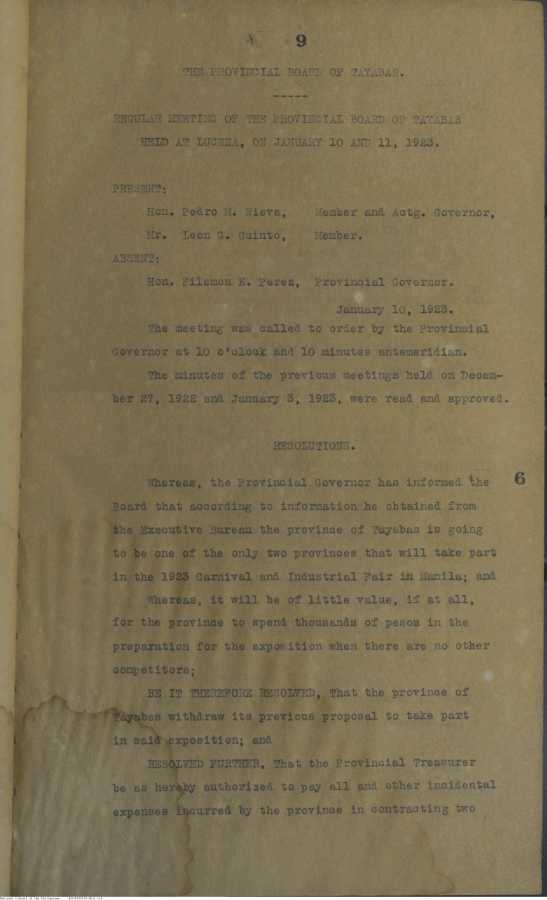 9
THE PROVINCIAL BOARD OF TAYABAS.
-----
REGULAR MEETING OF THE PROVINCIAL BOARD OF TAYABAS
HELD AT LUCENA, ON JANUARY 10 AND 11, 1923.
PRESENT:
Hon. Pedro M. Nieva, Member and Actg. Governor,
Mr. Leon G. Guinto, Member.
ABSENT:
Hon. Filemon E. Perez, Provincial Governor.
January 10, 1923.
The meeting was called to order by the Provincial
Governor at 10 o'clock and 10 minutes antemeridian.
The minutes of the previous meetings held on Decem-
ber 27, 1922 and January 3, 1923, were read and approved.
RESOLUTIONS.
Whereas, the Provincial Governor has informed the 6
Board that according to information he obtained from
the Executive Bureau the province of Tayabas is going
to be one of the only two provinces that will take part
in the 1923 Carnival and Industrial Fair in Manila; and
Whereas, it will be of little value, if at all,
for the province to spend thousands of pesos in the
preparation for the exposition when there are no other
competitors;
BE IT THEREFORE RESOLVED, That the province of
Tayabas withdraw its previous proposal to take part
in said exposition; and
RESOLVED FURTHER, That the Provincial Treasurer
be as hereby authorized to pay all and other incidental
expenses incurred by the province in contracting two